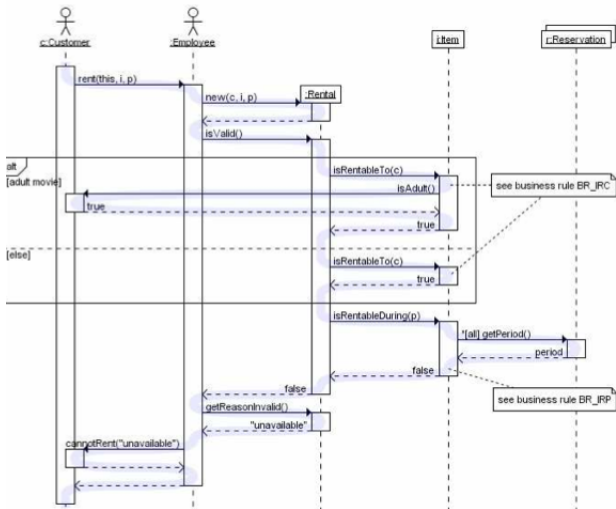 c:Customer
:Employee
i:Item
r:Reservation
rent(this, i, p)
new(c, i, p)
:Rental
isValid()
alt
[adult movie]
isRentableTo(c)
isAdult()
see business rule BR_IRC
true
true
[else]
isRentableTo(c)
true
isRentableDuring(p)
*[all] getPeriod()
period
false
false
see business rule BR_IRP
getReasonInvalid()
"unavailable"
cannotRent("unavailable")